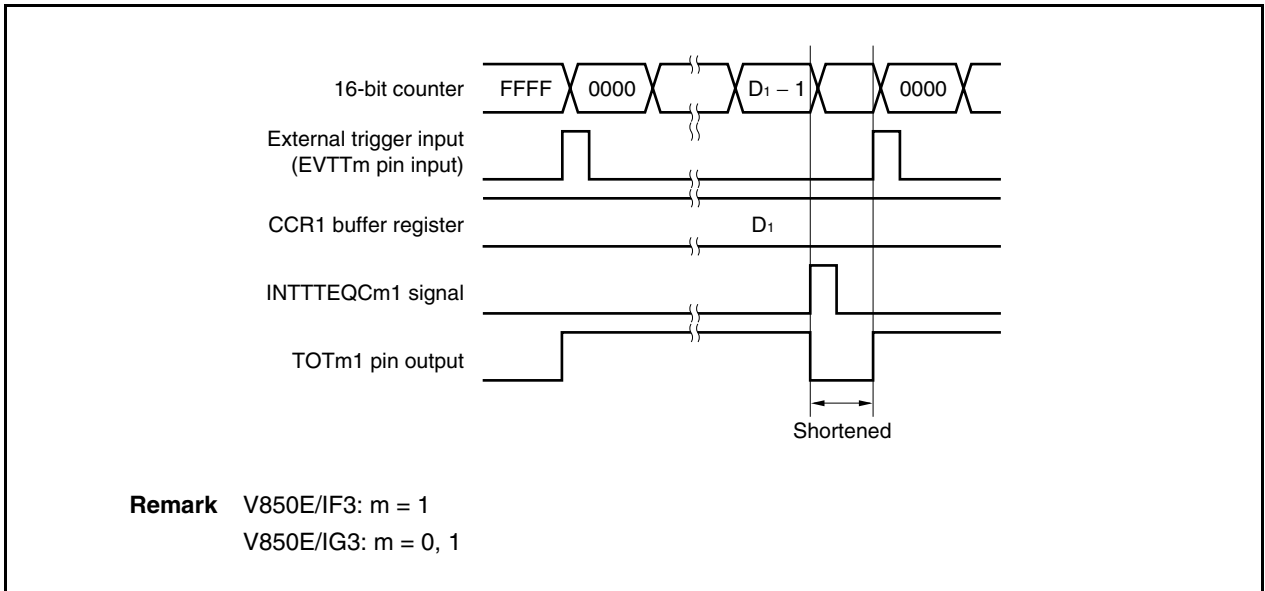 16-bit counter FFFF 0000 D1 − 1 0000
External trigger input
(EVTTm pin input)
CCR1 buffer register D1
INTTTEQCm1 signal
TOTm1 pin output
Shortened
Remark V850E/IF3: m = 1
V850E/IG3: m = 0, 1